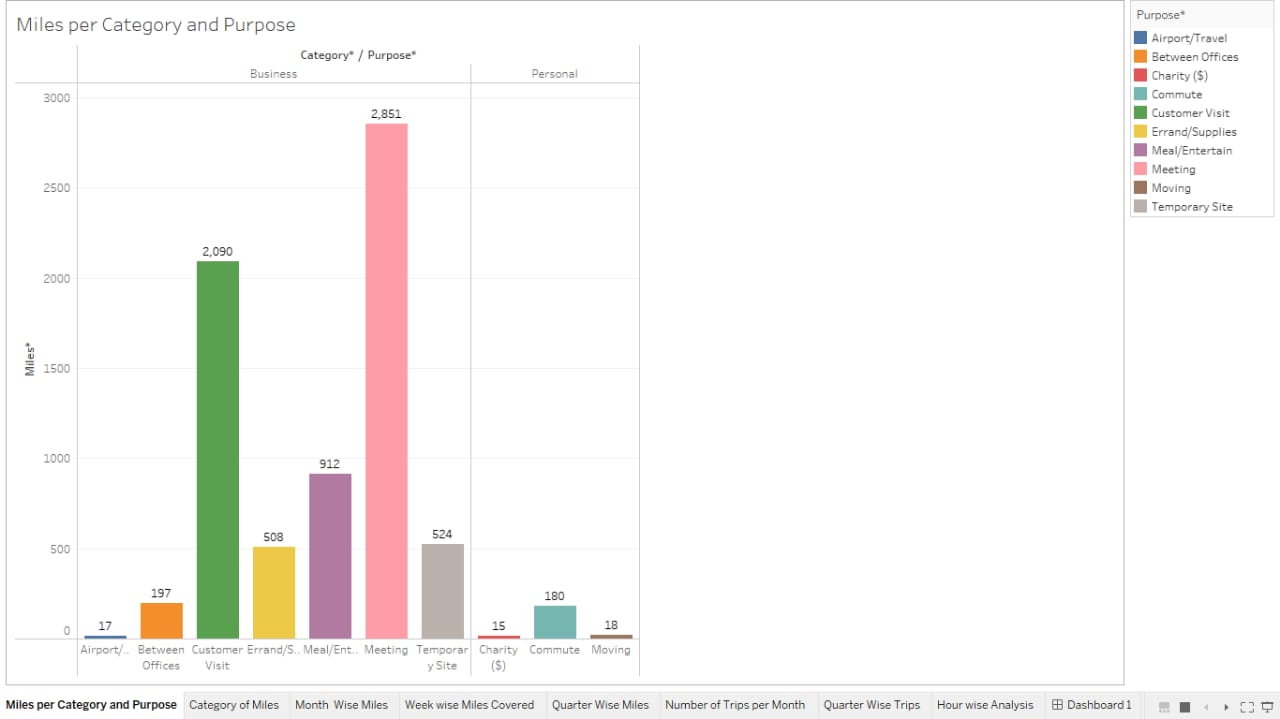 Miles per Category and Purpose
Category* / Purpose*
Business
Personal
3000
2500
2000
1500
1000
500
0
Miles*
17
197
2,090
508
912
2,851
524
15
180
18
Airport/..
Between
Offices
Customer
Visit
Errand/S..
Meal/Ent..
Meeting
Temporar
y Site
Charity
($)
Commute
Moving
Purpose*
Airport/Travel
Between Offices
Charity ($)
Commute
Customer Visit
Errand/Supplies
Meal/Entertain
Meeting
Moving
Temporary Site
Miles per Category and Purpose
Category of Miles
Month Wise Miles
Week wise Miles Covered
Quarter Wise Miles
Number of Trips per Month
Quarter Wise Trips
Hour wise Analysis
Dashboard 1